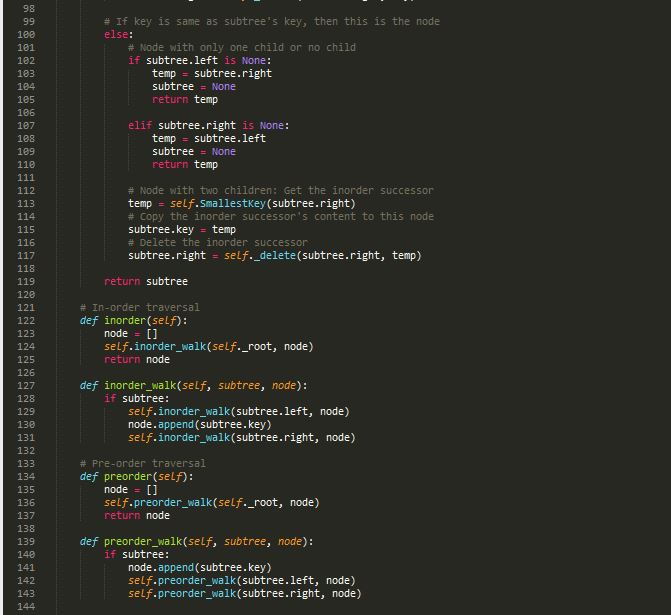 98
99 # If key is same as subtree's key, then this is the node
100 else:
101 # Node with only one child or no child
102 if subtree.left is None:
103 temp = subtree.right
104 subtree = None
105 return temp
106
107 elif subtree.right is None:
108 temp = subtree.left
109 subtree = None
110 return temp
111
112 # Node with two children: Get the inorder successor
113 temp = self.SmallestKey(subtree.right)
114 # Copy the inorder successor's content to this node
115 subtree.key = temp
116 # Delete the inorder successor
117 subtree.right = self._delete(subtree.right, temp)
118
119 return subtree
120
121 # In-order traversal
122 def inorder(self):
123 node = []
124 self.inorder_walk(self._root, node)
125 return node
126
127 def inorder_walk(self, subtree, node):
128 if subtree:
129 self.inorder_walk(subtree.left, node)
130 node.append(subtree.key)
131 self.inorder_walk(subtree.right, node)
132
133 # Pre-order traversal
134 def preorder(self):
135 node = []
136 self.preorder_walk(self._root, node)
137 return node
138
139 def preorder_walk(self, subtree, node):
140 if subtree:
141 node.append(subtree.key)
142 self.preorder_walk(subtree.left, node)
143 self.preorder_walk(subtree.right, node)
144